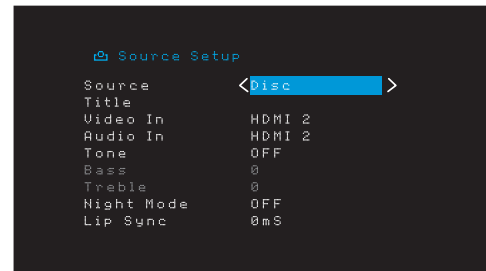 Source Setup
Source Disc
Title
Video In HDMI 2
Audio In HDMI 2
Tone OFF
Bass 0
Treble 0
Night Mode OFF
Lip Sync 0mS